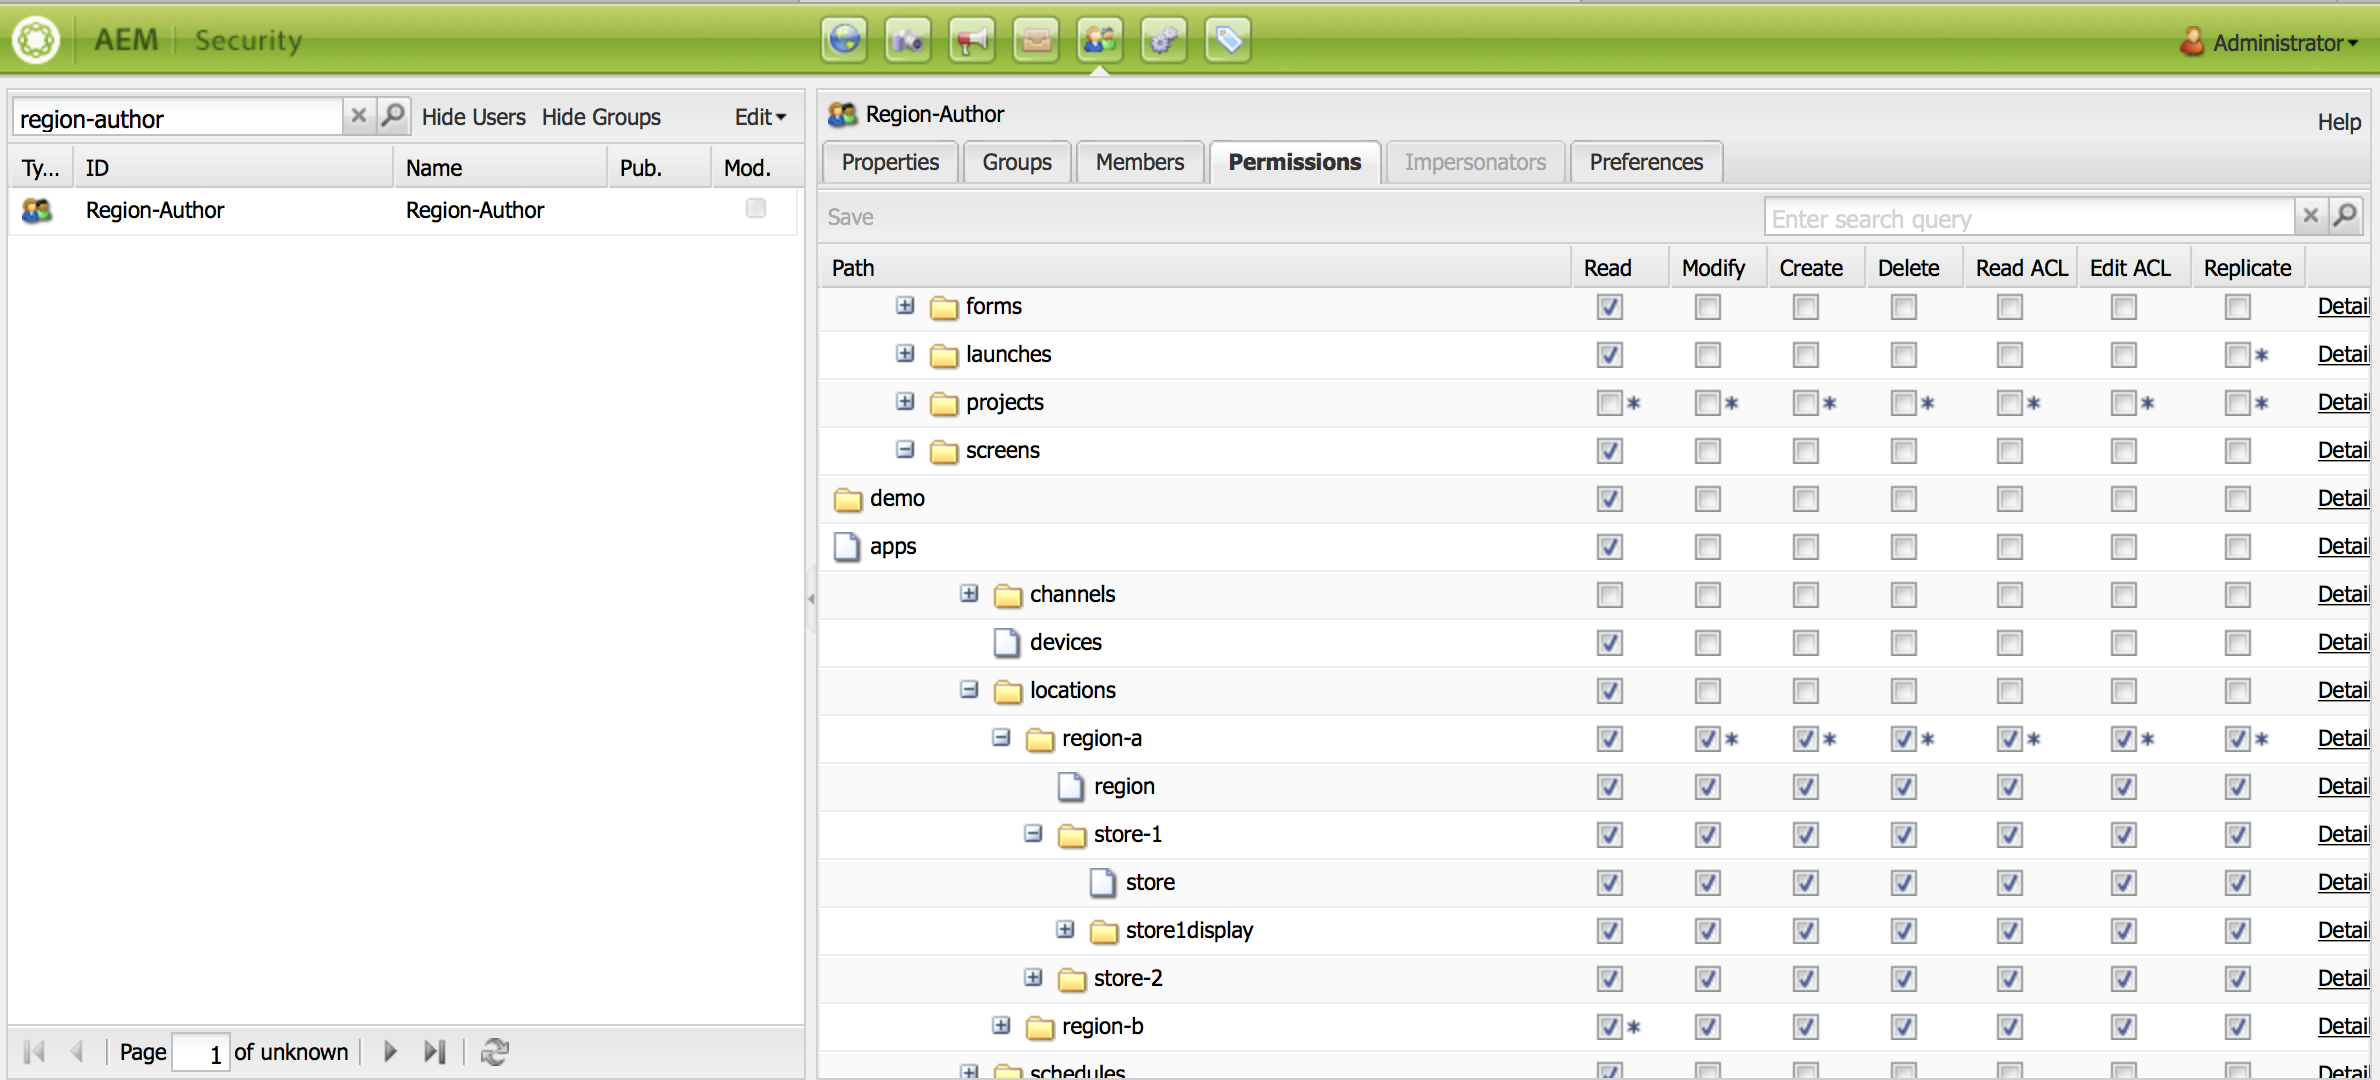 AEM Security Administrator
region-author Hide Users Hide Groups Edit
Ty... ID Name Pub. Mod.
Region-Author Region-Author
Page 1 of unknown
Region-Author
Help
Properties Groups Members Permissions Impersonators Preferences
Save Enter search query
Path Read Modify Create Delete Read ACL Edit ACL Replicate
forms Detail
launches * Detail
projects * * * * * * * Detail
screens Detail
demo Detail
apps Detail
channels Detail
devices Detail
locations Detail
region-a * * * * * * Detail
region Detail
store-1 Detail
store Detail
store1display Detail
store-2 Detail
region-b * Detail
schedules Detail